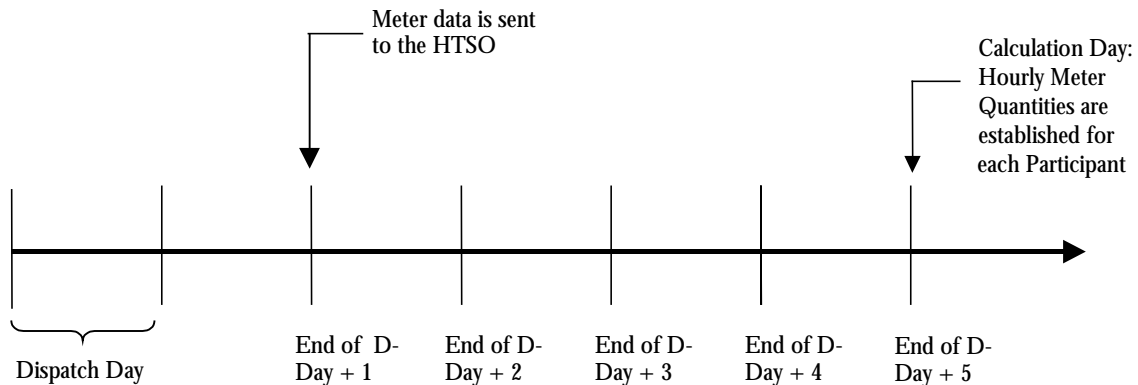 Meter data is sent
to the HTSO
Calculation Day:
Hourly Meter
Quantities are
established for
each Participant
Dispatch Day
End of D-
Day + 1
End of D-
Day + 2
End of D-
Day + 3
End of D-
Day + 4
End of D-
Day + 5